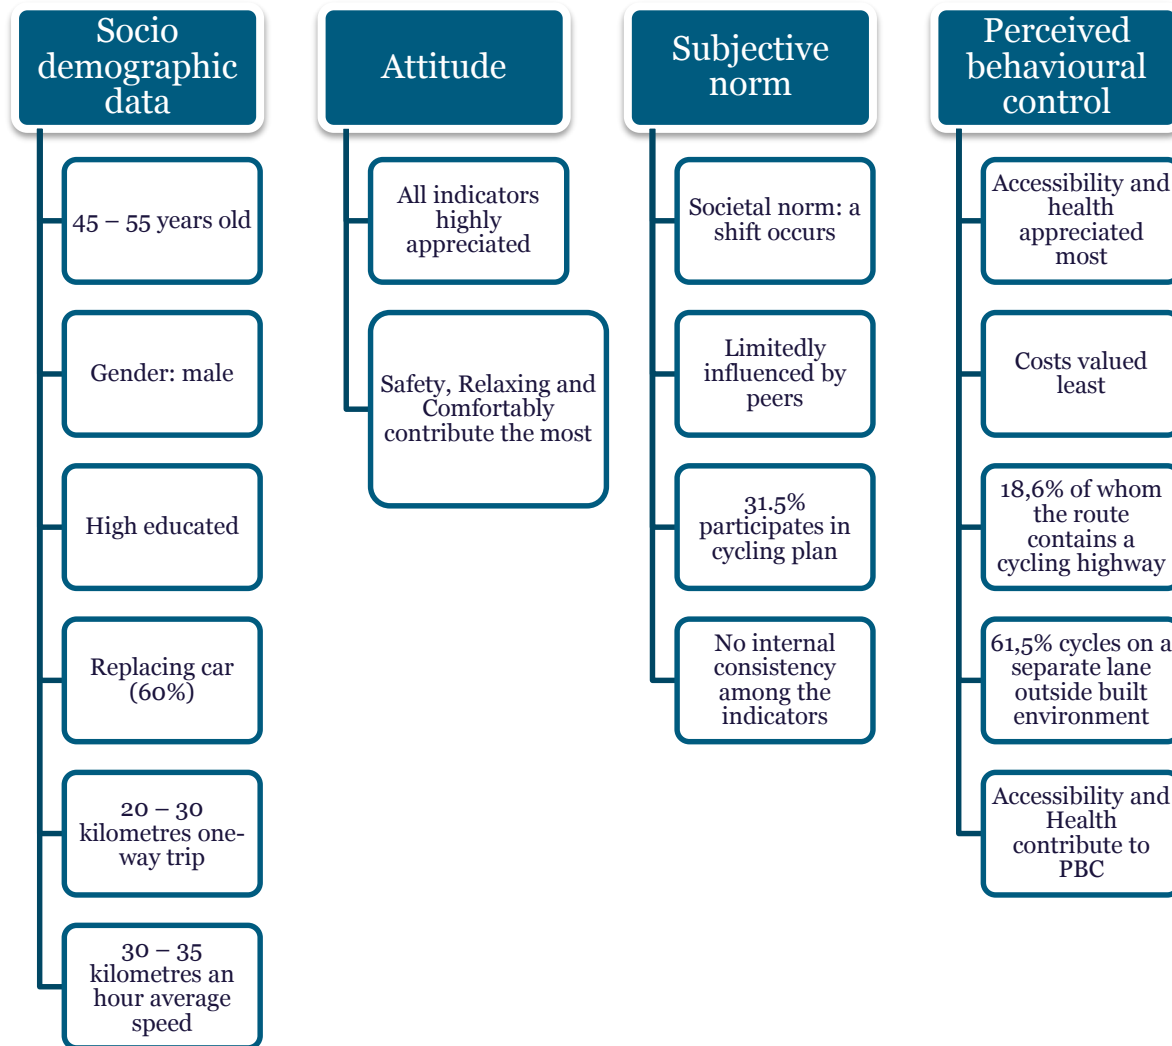 Socio
demographic
data
45 – 55 years old
Gender: male
High educated
Replacing car
(60%)
20 – 30
kilometres one-
way trip
30 – 35
kilometres an
hour average
speed
Attitude
All indicators
highly
appreciated
Safety, Relaxing and
Comfortably
contribute the most
Subjective
norm
Societal norm: a
shift occurs
Limitedly
influenced by
peers
31.5%
participates in
cycling plan
No internal
consistency
among the
indicators
Perceived
behavioural
control
Accessibility and
health
appreciated
most
Costs valued
least
18,6% of whom
the route
contains a
cycling highway
61,5% cycles on a
separate lane
outside built
environment
Accessibility and
Health
contribute to
PBC